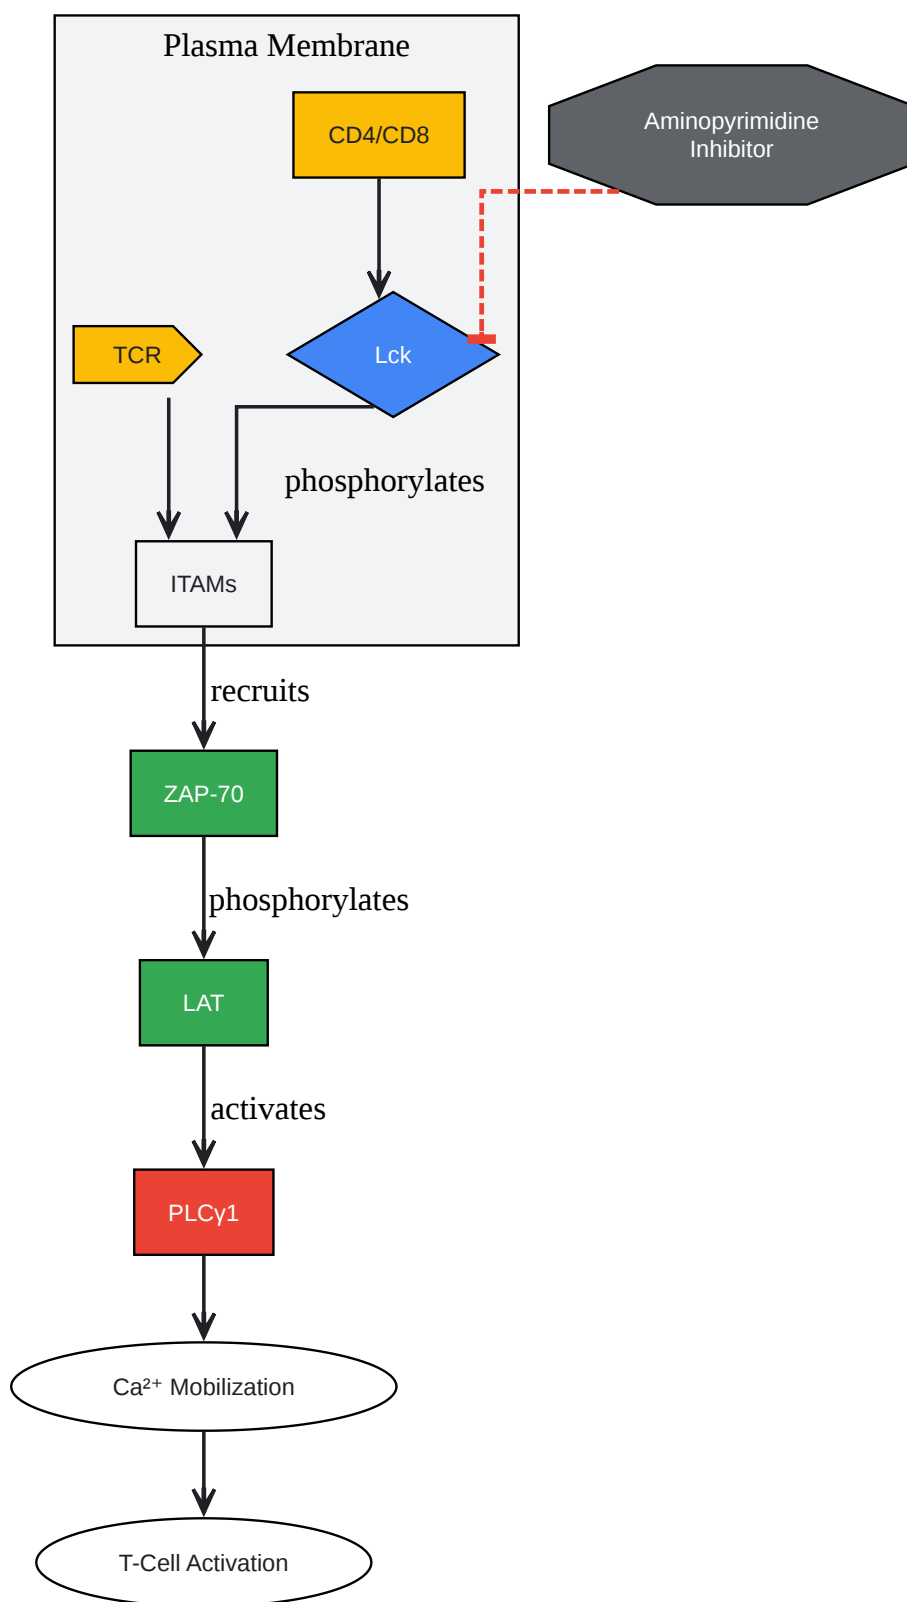 Plasma Membrane
CD4/CD8
Aminopyrimidine
Inhibitor
TCR
Lck
phosphorylates
ITAMs
recruits
ZAP-70
phosphorylates
LAT
activates
PLCγ1
Ca²⁺ Mobilization
T-Cell Activation